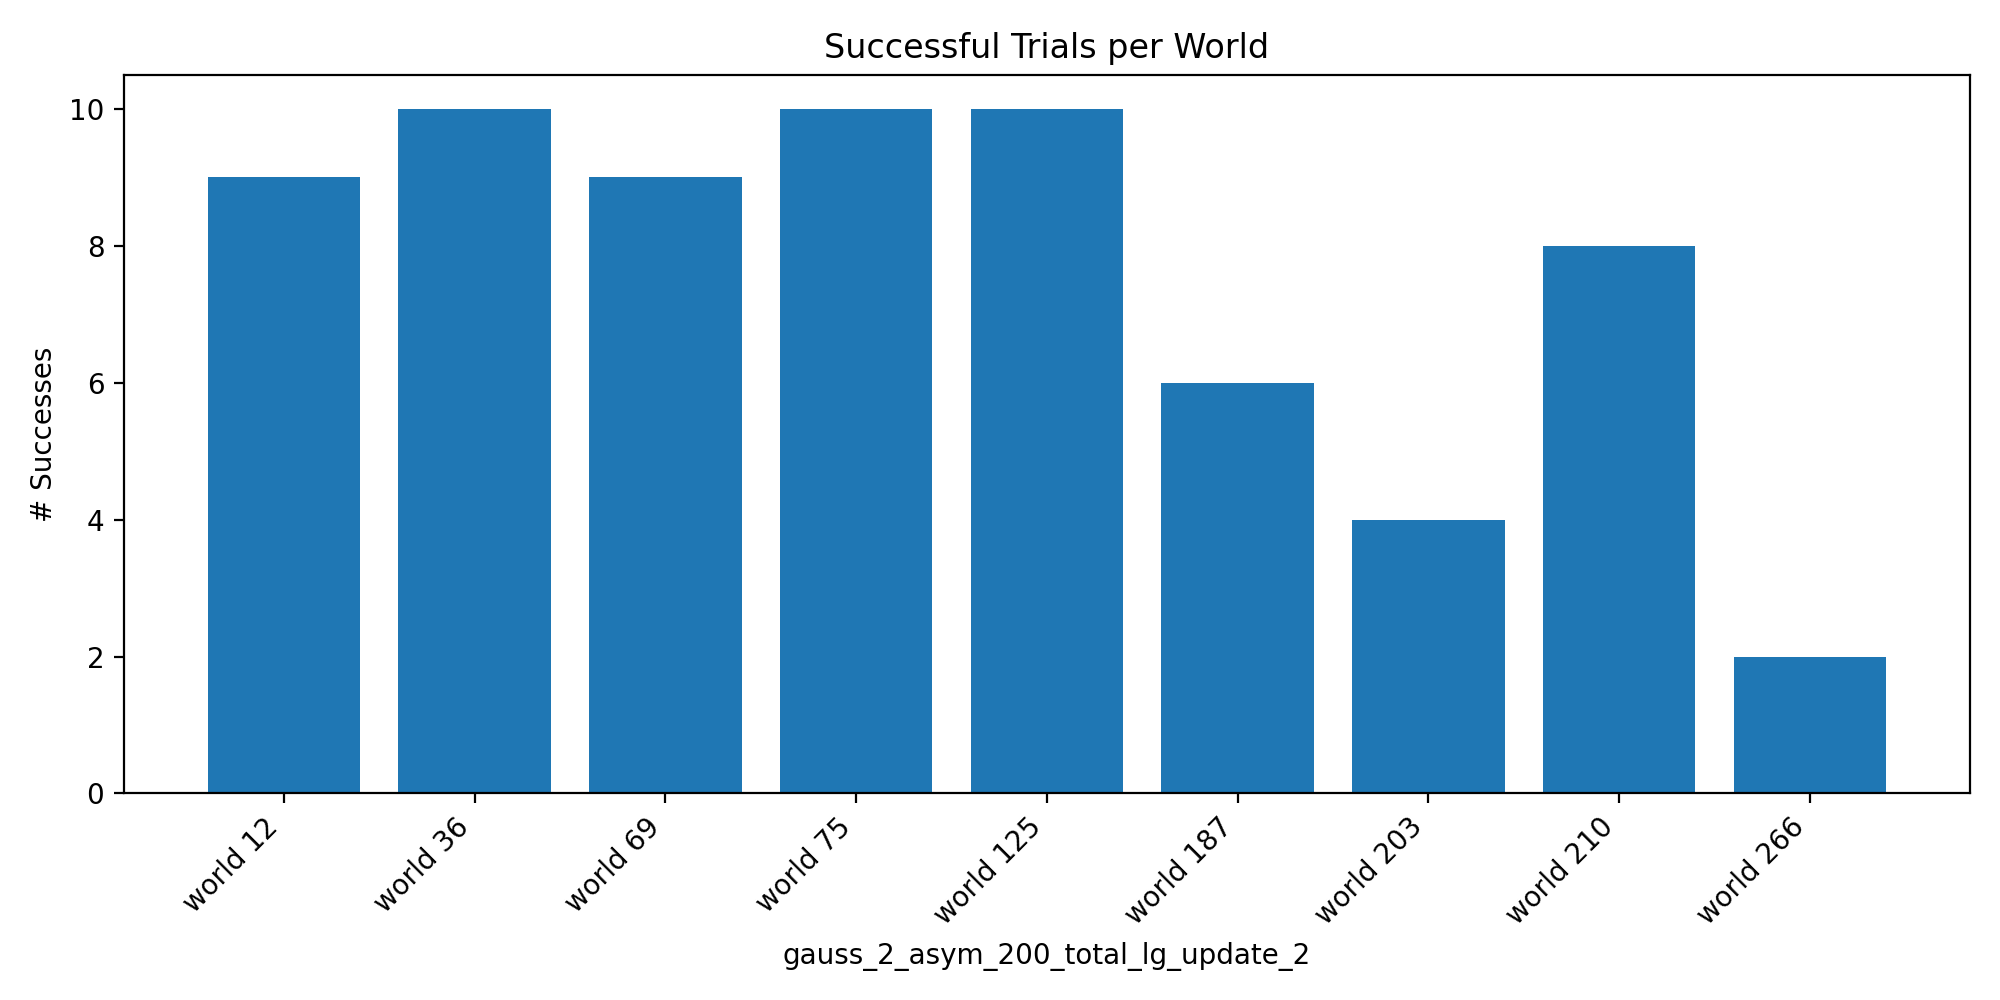 Successful Trials per World
# Successes
10
8
6
4
2
0
world 12
world 36
world 69
world 75
world 125
world 187
world 203
world 210
world 266
gauss_2_asym_200_total_lg_update_2